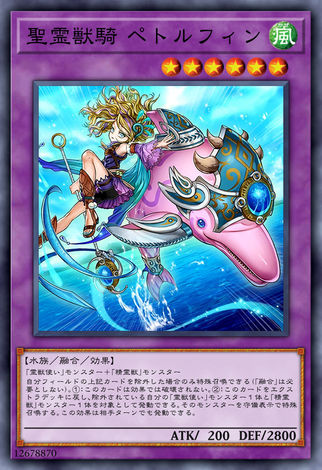 聖霊獣騎 ペトルフィン
風
【水族／融合／効果】
「霊獣使い」モンスター＋「精霊獣」モンスター
自分フィールドの上記カードを除外した場合のみ特殊召喚できる（「融合」は必
要としない）。①：このカードは効果では破壊されない。②：このカードをエクス
トラデッキに戻し、除外されている自分の「霊獣使い」モンスター１体と「精霊
獣」モンスター１体を対象として発動できる。そのモンスターを守備表示で特殊
召喚する。この効果は相手ターンでも発動できる。
ATK/ 200 DEF/2800
12678870